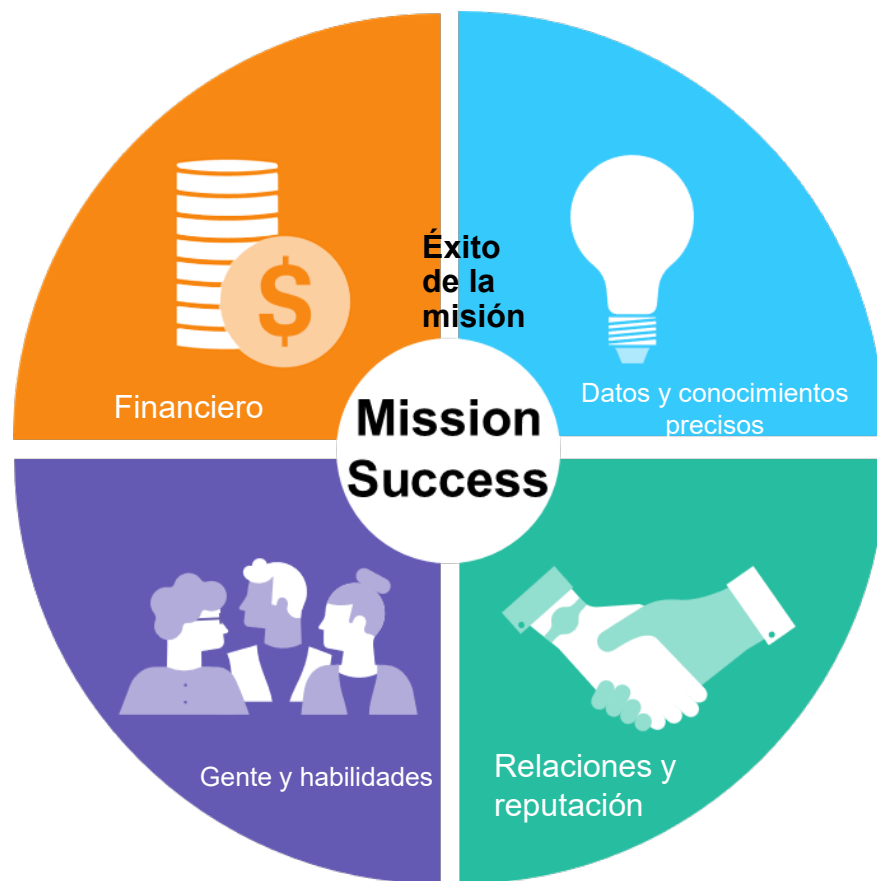 Éxito
de la
misión
Financiero
Datos y conocimientos
precisos
Mission
Success
Gente y habilidades
Relaciones y
reputación
$